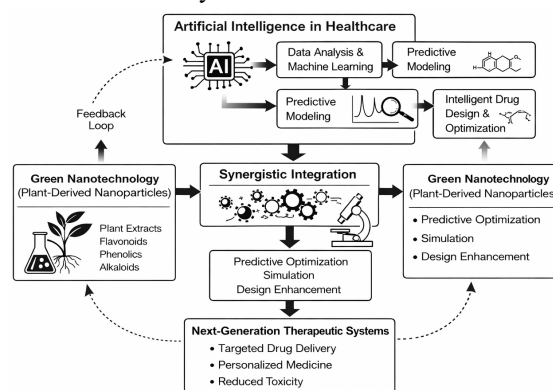 Artificial Intelligence in Healthcare
AI
Data Analysis &
Machine Learning
Predictive
Modeling
Predictive
Modeling
Intelligent Drug
Design &
Optimization
Feedback
Loop
Green Nanotechnology
(Plant-Derived Nanoparticles)
Plant Extracts
Flavonoids
Phenolics
Alkaloids
Synergistic Integration
Green Nanotechnology
(Plant-Derived Nanoparticles
• Predictive Optimization
• Simulation
• Design Enhancement
Predictive Optimization
Simulation
Design Enhancement
Next-Generation Therapeutic Systems
• Targeted Drug Delivery
• Personalized Medicine
• Reduced Toxicity